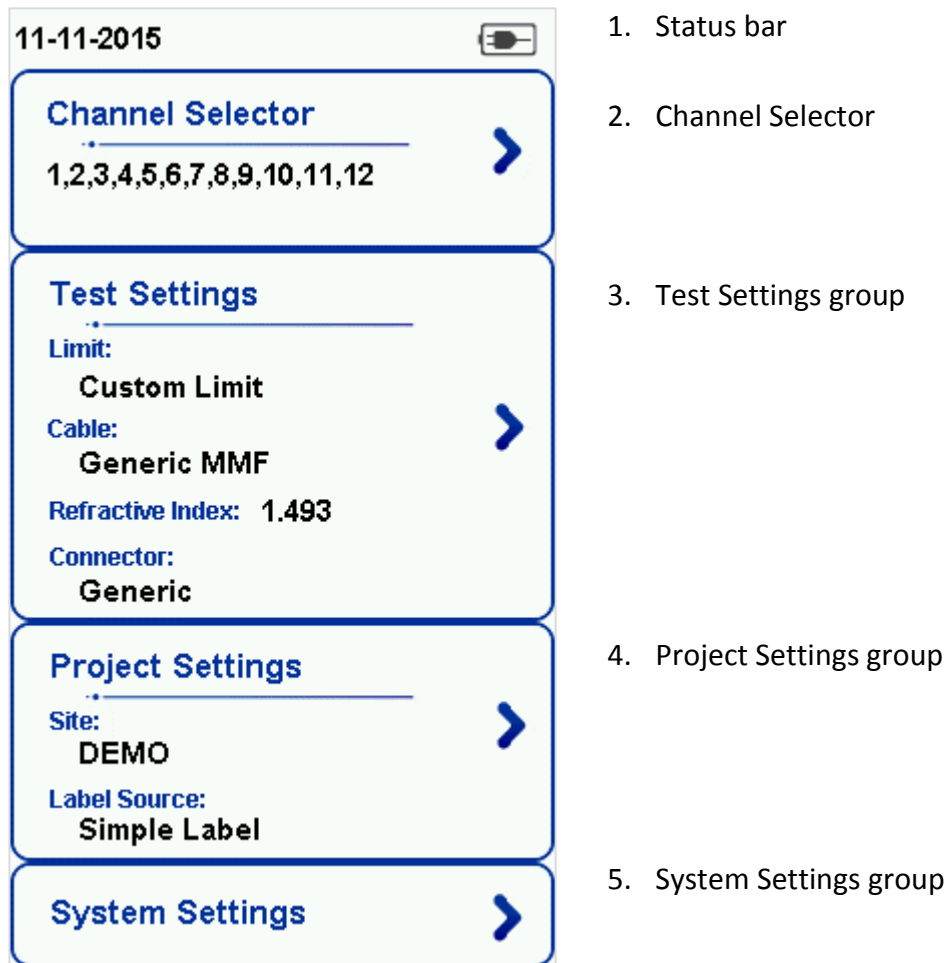 11-11-2015
1. Status bar
Channel Selector
1,2,3,4,5,6,7,8,9,10,11,12
2. Channel Selector
Test Settings
3. Test Settings group
Limit:
Custom Limit
Cable:
Generic MMF
Refractive Index: 1.493
Connector:
Generic
Project Settings
4. Project Settings group
Site:
DEMO
Label Source:
Simple Label
System Settings
5. System Settings group